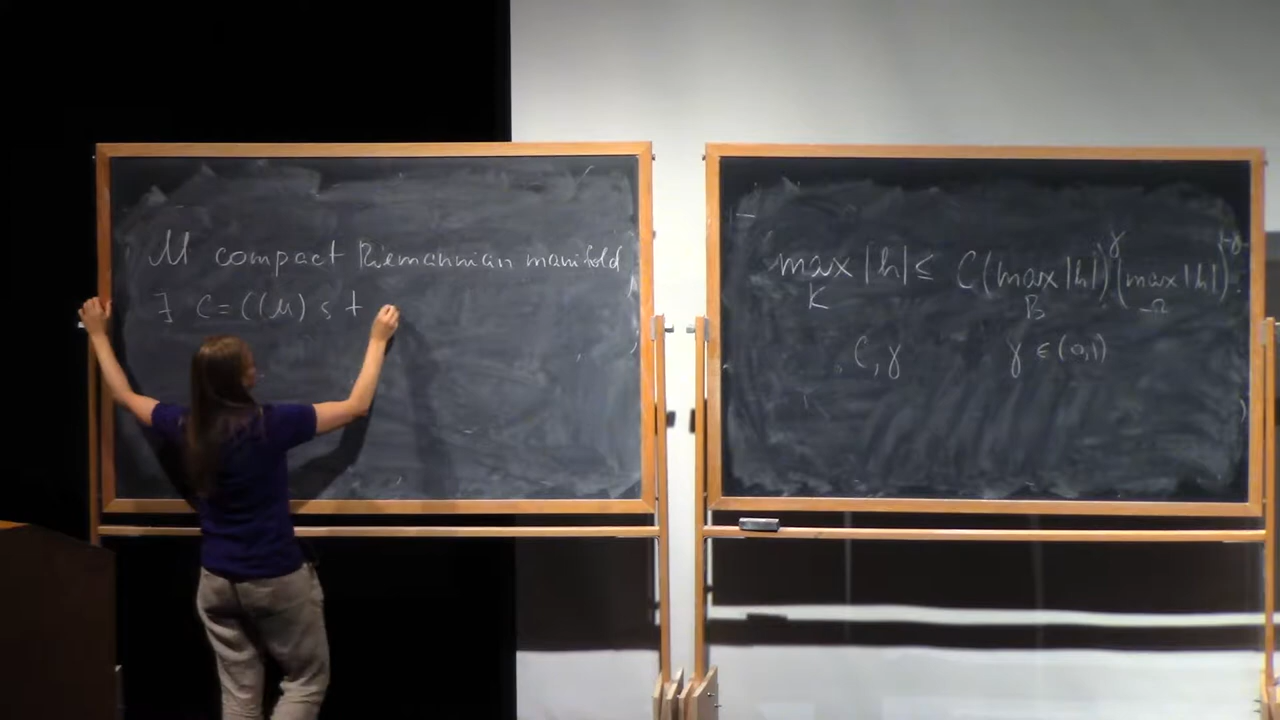 M compact Riemannian manifold
∃ C = C(M) s t
max |h| ≤ C (max |h|)^γ (max |h|)^{1-γ}.
K B Ω
C, γ γ ∈ (0,1)